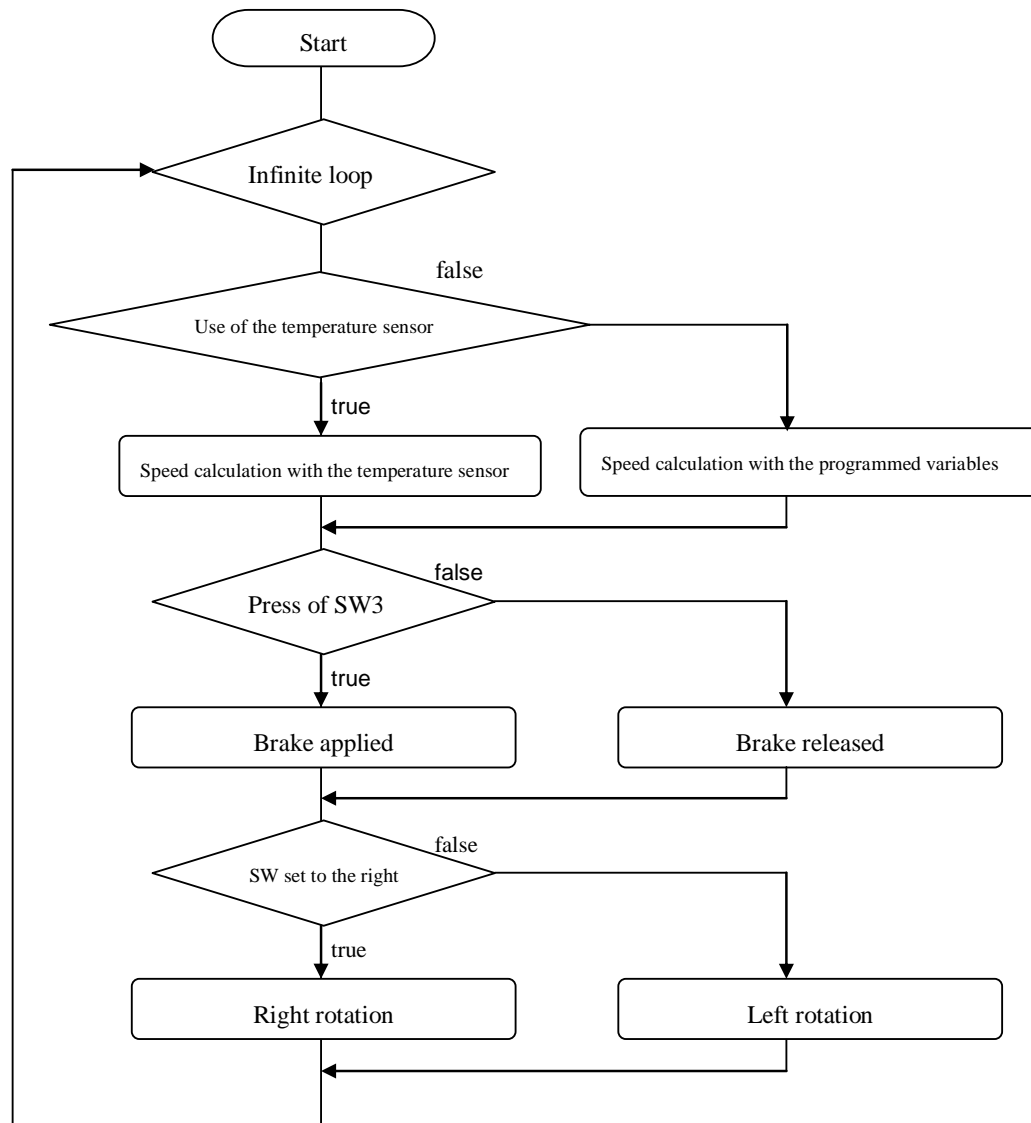 Start
Infinite loop
false
Use of the temperature sensor
true
Speed calculation with the temperature sensor
Speed calculation with the programmed variables
false
Press of SW3
true
Brake applied
Brake released
false
SW set to the right
true
Right rotation
Left rotation